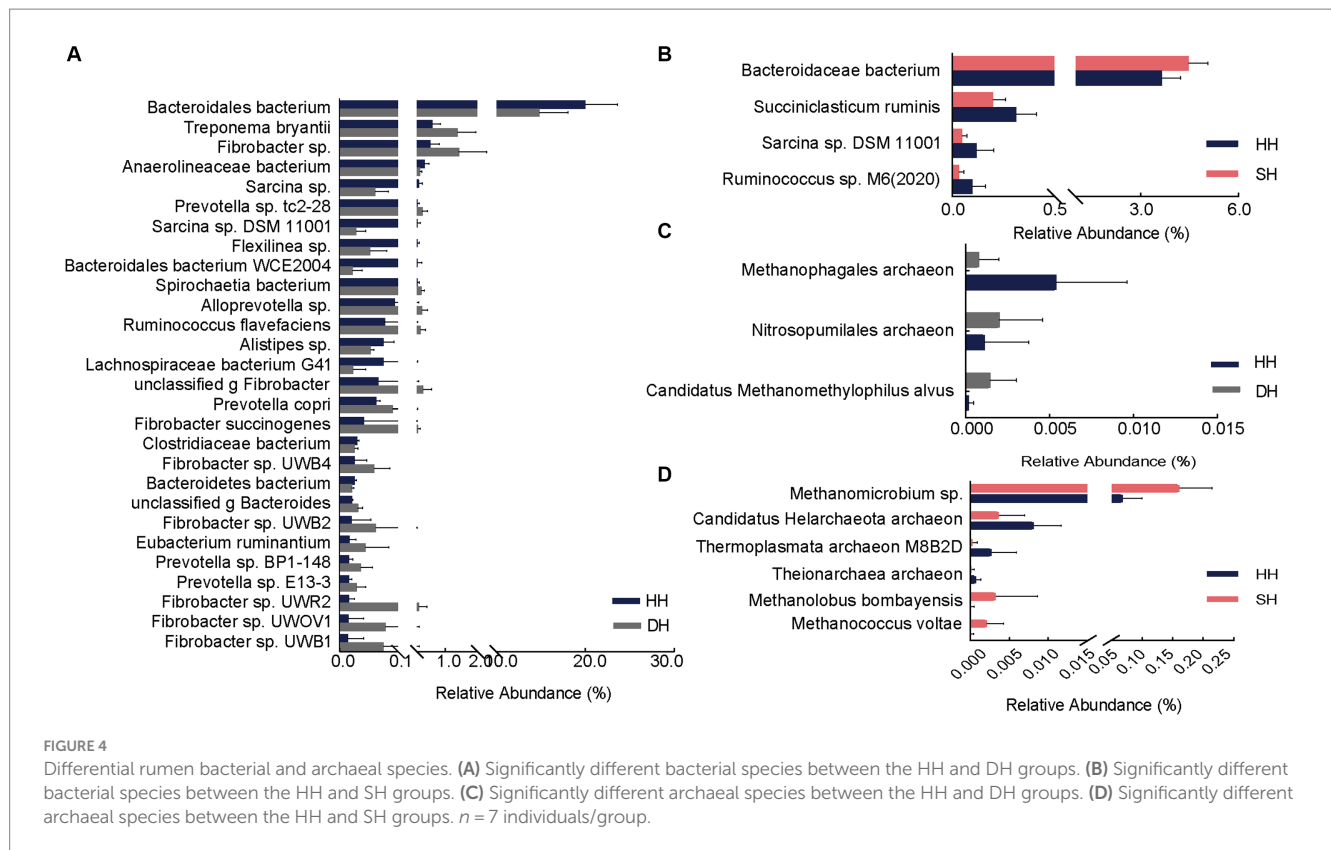 A
Bacteroidales bacterium
Treponema bryantii
Fibrobacter sp.
Anaerolineaceae bacterium
Sarcina sp.
Prevotella sp. tc2-28
Sarcina sp. DSM 11001
Flexilinea sp.
Bacteroidales bacterium WCE2004
Spirochaetia bacterium
Alloprevotella sp.
Ruminococcus flavefaciens
Alistipes sp.
Lachnospiraceae bacterium G41
unclassified g Fibrobacter
Prevotella copri
Fibrobacter succinogenes
Clostridiaceae bacterium
Fibrobacter sp. UWB4
Bacteroidetes bacterium
unclassified g Bacteroides
Fibrobacter sp. UWB2
Eubacterium ruminantium
Prevotella sp. BP1-148
Prevotella sp. E13-3
Fibrobacter sp. UWR2
Fibrobacter sp. UWOV1
Fibrobacter sp. UWB1
HH
DH
0.0 0.1 1.0 2.0 20.0 30.0
Relative Abundance (%)
B
Bacteroidaceae bacterium
Succiniclasticum ruminis
Sarcina sp. DSM 11001
Ruminococcus sp. M6(2020)
HH
SH
0.0 0.5 3.0 6.0
Relative Abundance (%)
C
Methanophagales archaeon
Nitrosopumilales archaeon
Candidatus Methanomethylophilus alvus
HH
DH
0.000 0.005 0.010 0.015
Relative Abundance (%)
D
Methanomicrobium sp.
Candidatus Helarchaeota archaeon
Thermoplasmata archaeon M8B2D
Theionarchaea archaeon
Methanolobus bombayensis
Methanococcus voltae
HH
SH
0.000 0.005 0.010 0.015 0.05 0.10 0.15 0.20 0.25
Relative Abundance (%)
FIGURE 4
Differential rumen bacterial and archaeal species. (A) Significantly different bacterial species between the HH and DH groups. (B) Significantly different
bacterial species between the HH and SH groups. (C) Significantly different archaeal species between the HH and DH groups. (D) Significantly different
archaeal species between the HH and SH groups. n = 7 individuals/group.